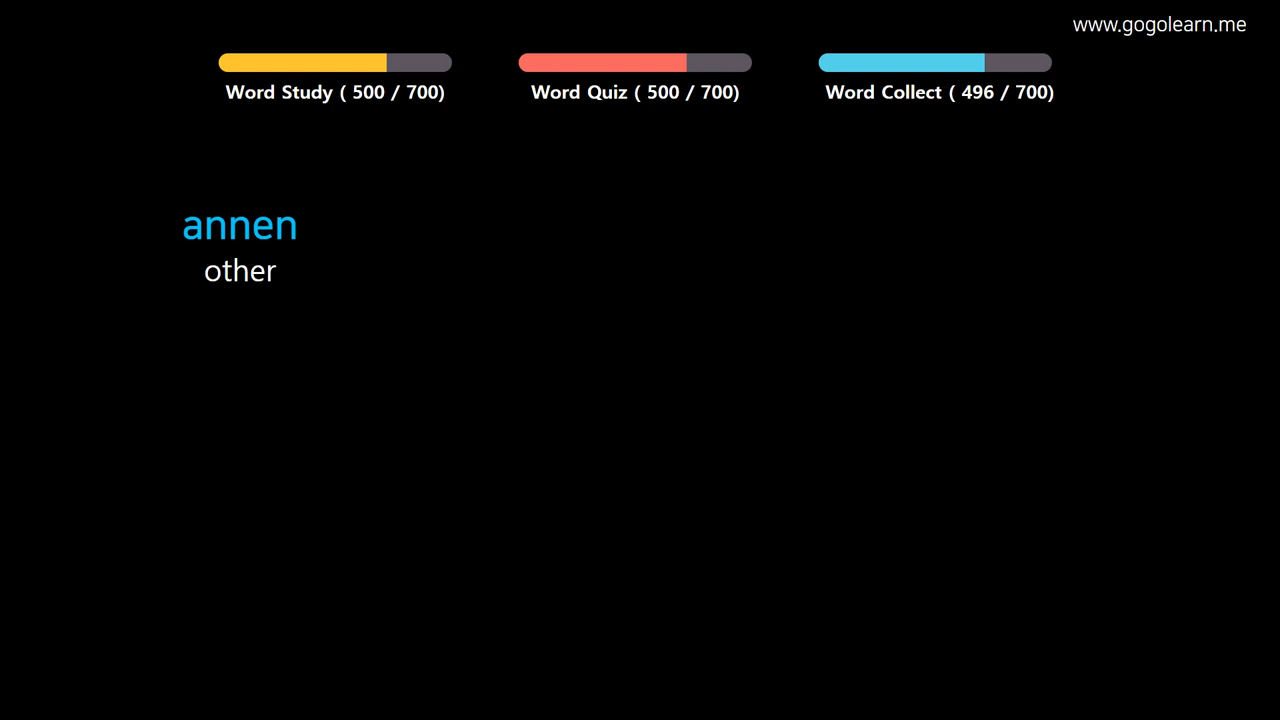 www.gogolearn.me
Word Study ( 500 / 700)
Word Quiz ( 500 / 700)
Word Collect ( 496 / 700)
annen
other